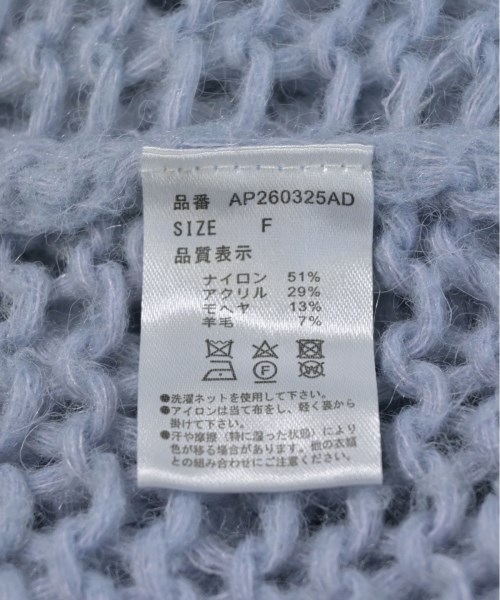 品番 AP260325AD
SIZE F
品質表示
ナイロン 51%
アクリル 29%
モヘヤ 13%
羊毛 7%
F W
●洗濯ネットを使用して下さい。
●アイロンは当て布をし、軽く裏から
掛けて下さい。
●汗や摩擦(特に湿った状態)により
色が移る場合があります。他の衣類
との組み合わせにご注意下さい。